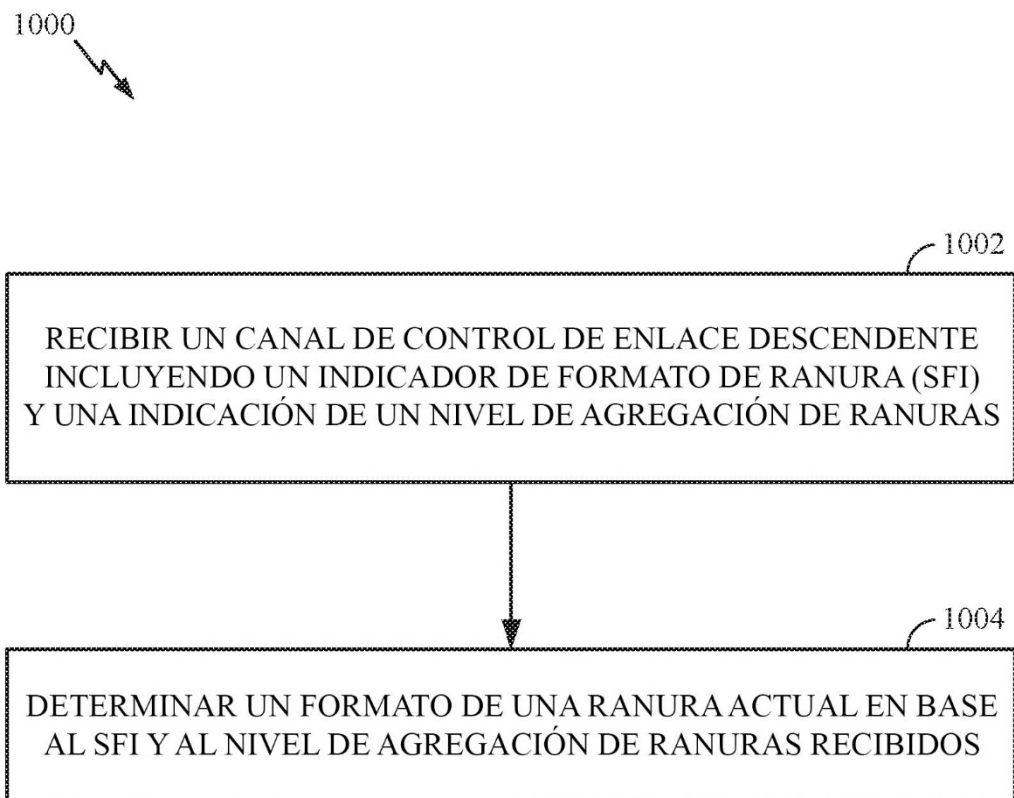 1000
1002
RECIBIR UN CANAL DE CONTROL DE ENLACE DESCENDENTE
INCLUYENDO UN INDICADOR DE FORMATO DE RANURA (SFI)
Y UNA INDICACIÓN DE UN NIVEL DE AGREGACIÓN DE RANURAS
1004
DETERMINAR UN FORMATO DE UNA RANURA ACTUAL EN BASE
AL SFI Y AL NIVEL DE AGREGACIÓN DE RANURAS RECIBIDOS